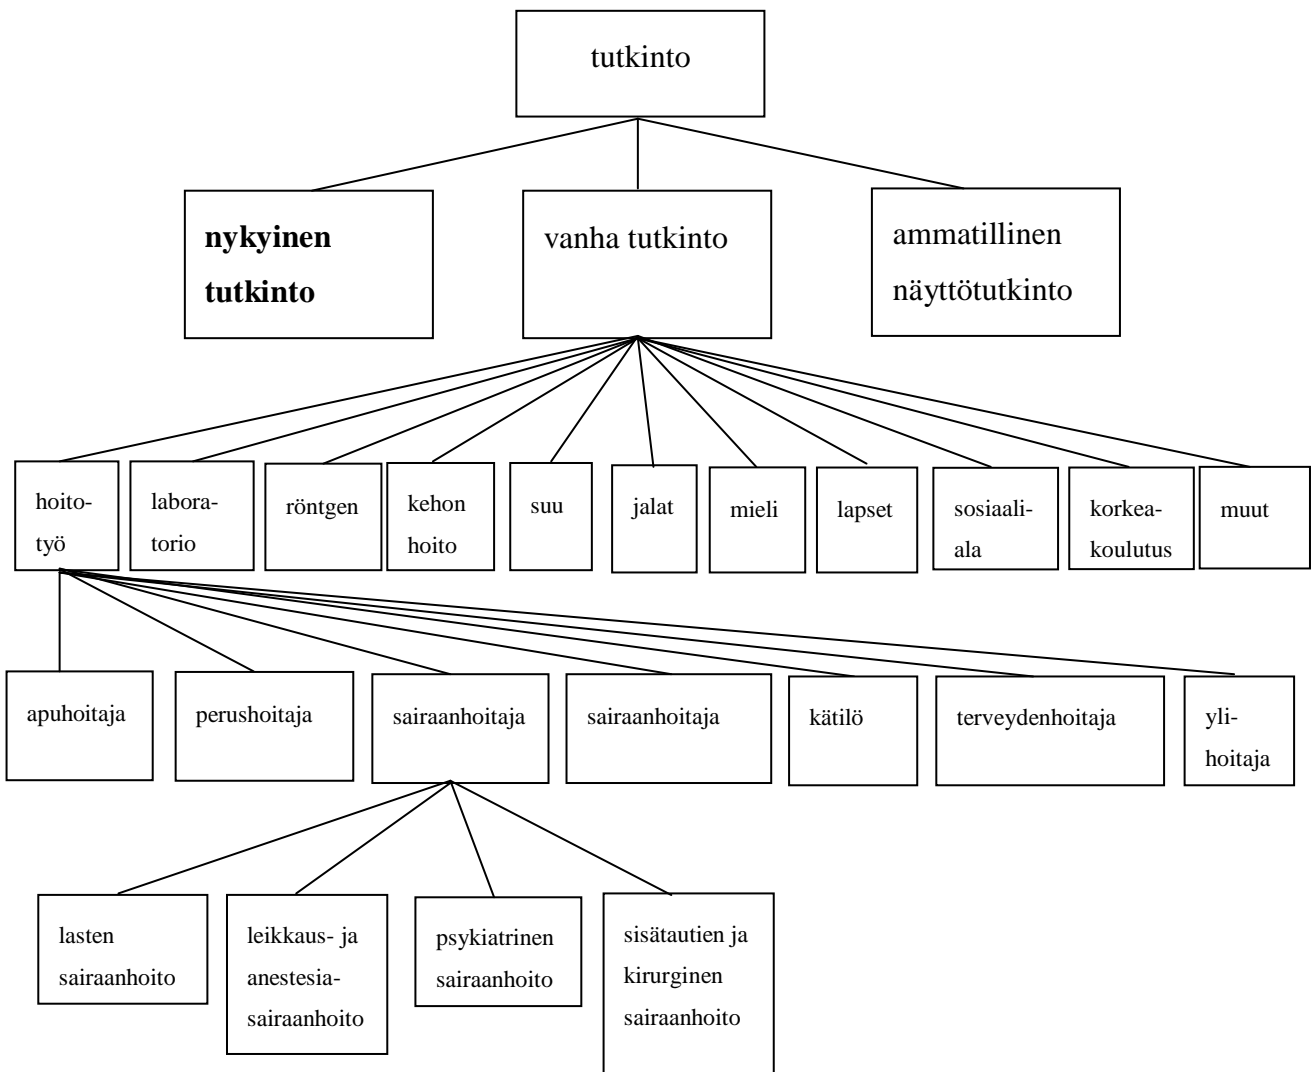 tutkinto
nykyinen
tutkinto
vanha tutkinto
ammatillinen
näyttötutkinto
hoito-
työ
labora-
torio
röntgen
kehon
hoito
suu
jalat
mieli
lapset
sosiaali-
ala
korkea-
koulutus
muut
apuhoitaja
perushoitaja
sairaanhoitaja
sairaanhoitaja
kätilö
terveydenhoitaja
yli-
hoitaja
lasten
sairaanhoito
leikkaus- ja
anestesia-
sairaanhoito
psykiatrinen
sairaanhoito
sisätautien ja
kirurginen
sairaanhoito